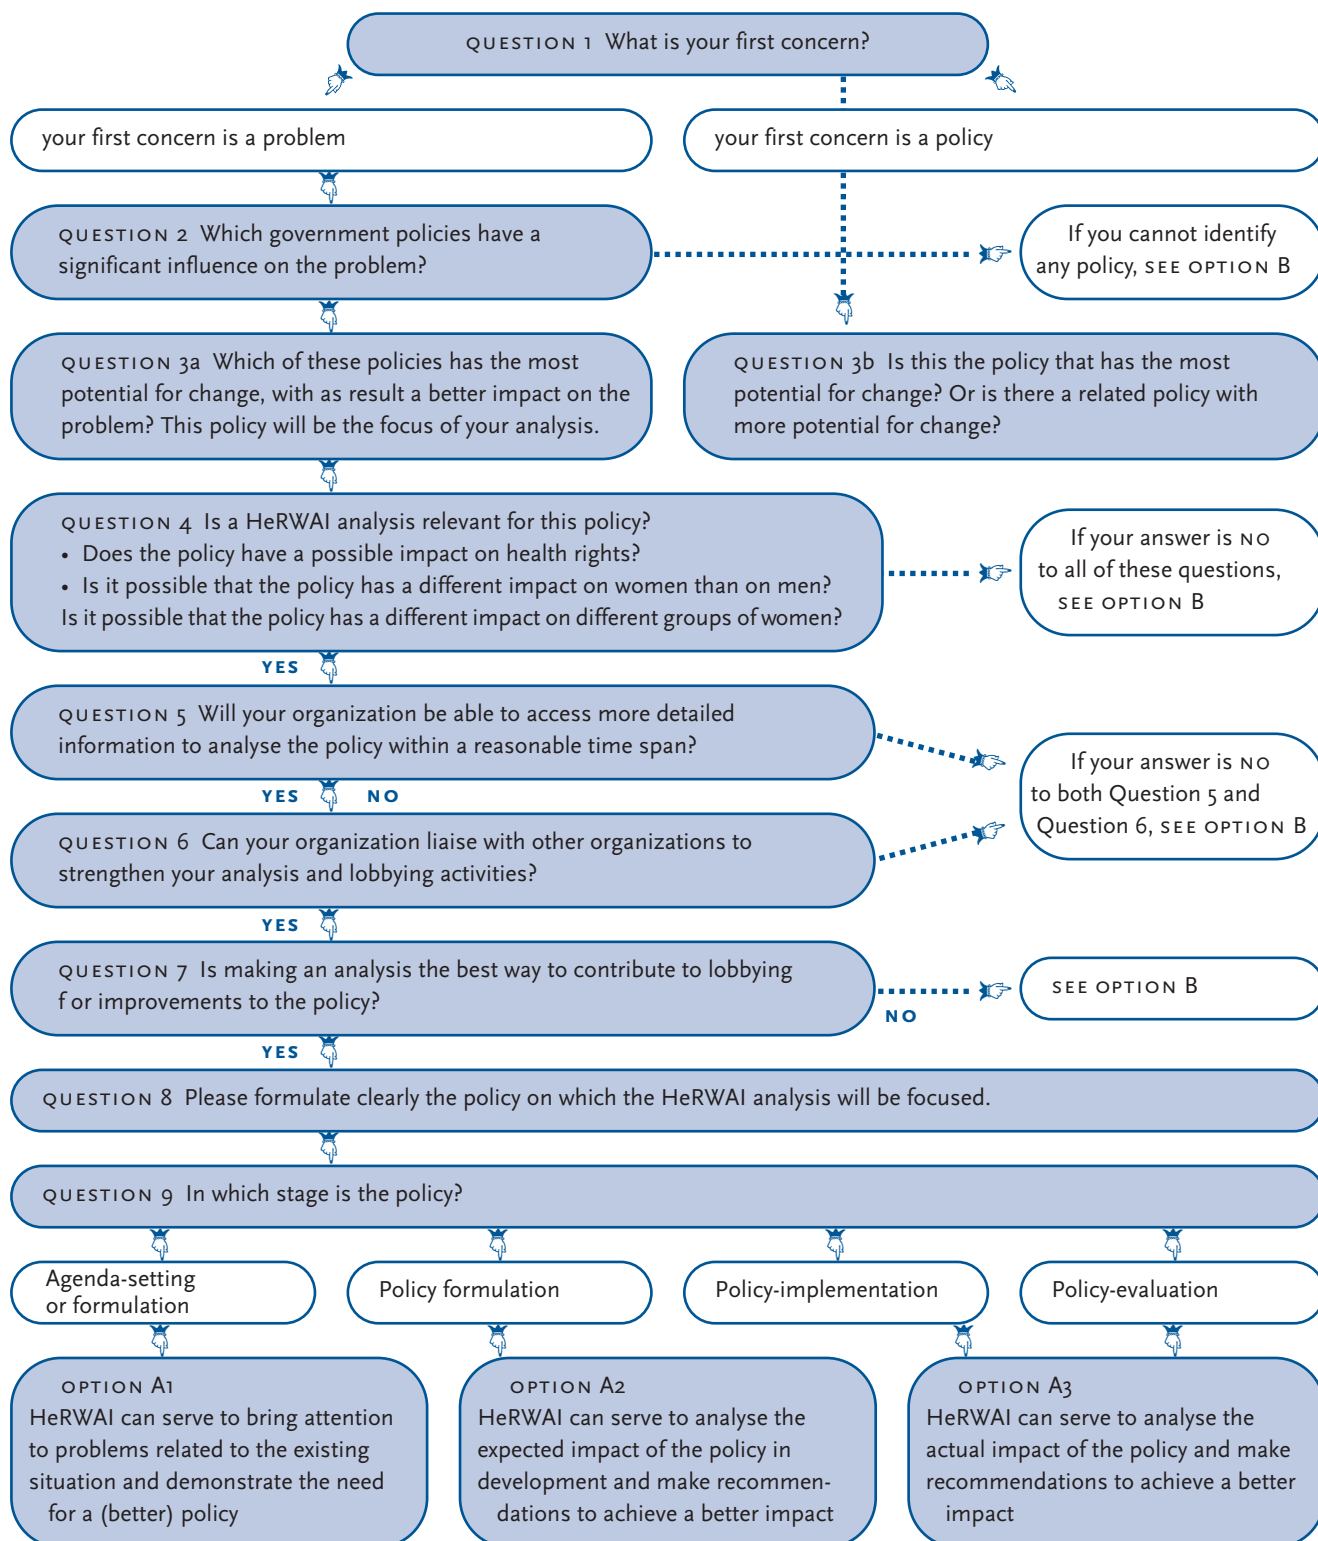 QUESTION 1 What is your first concern?
your first concern is a problem
your first concern is a policy
QUESTION 2 Which government policies have a
significant influence on the problem?
If you cannot identify
any policy, SEE OPTION B
QUESTION 3a Which of these policies has the most
potential for change, with as result a better impact on the
problem? This policy will be the focus of your analysis.
QUESTION 3b Is this the policy that has the most
potential for change? Or is there a related policy with
more potential for change?
QUESTION 4 Is a HeRWAI analysis relevant for this policy?
• Does the policy have a possible impact on health rights?
• Is it possible that the policy has a different impact on women than on men?
Is it possible that the policy has a different impact on different groups of women?
If your answer is NO
to all of these questions,
SEE OPTION B
YES
QUESTION 5 Will your organization be able to access more detailed
information to analyse the policy within a reasonable time span?
If your answer is NO
to both Question 5 and
Question 6, SEE OPTION B
YES NO
QUESTION 6 Can your organization liaise with other organizations to
strengthen your analysis and lobbying activities?
YES
QUESTION 7 Is making an analysis the best way to contribute to lobbying
f or improvements to the policy?
NO
SEE OPTION B
YES
QUESTION 8 Please formulate clearly the policy on which the HeRWAI analysis will be focused.
QUESTION 9 In which stage is the policy?
Agenda-setting
or formulation
Policy formulation
Policy-implementation
Policy-evaluation
OPTION A1
HeRWAI can serve to bring attention
to problems related to the existing
situation and demonstrate the need
for a (better) policy
OPTION A2
HeRWAI can serve to analyse the
expected impact of the policy in
development and make recommen-
dations to achieve a better impact
OPTION A3
HeRWAI can serve to analyse the
actual impact of the policy and make
recommendations to achieve a better
impact